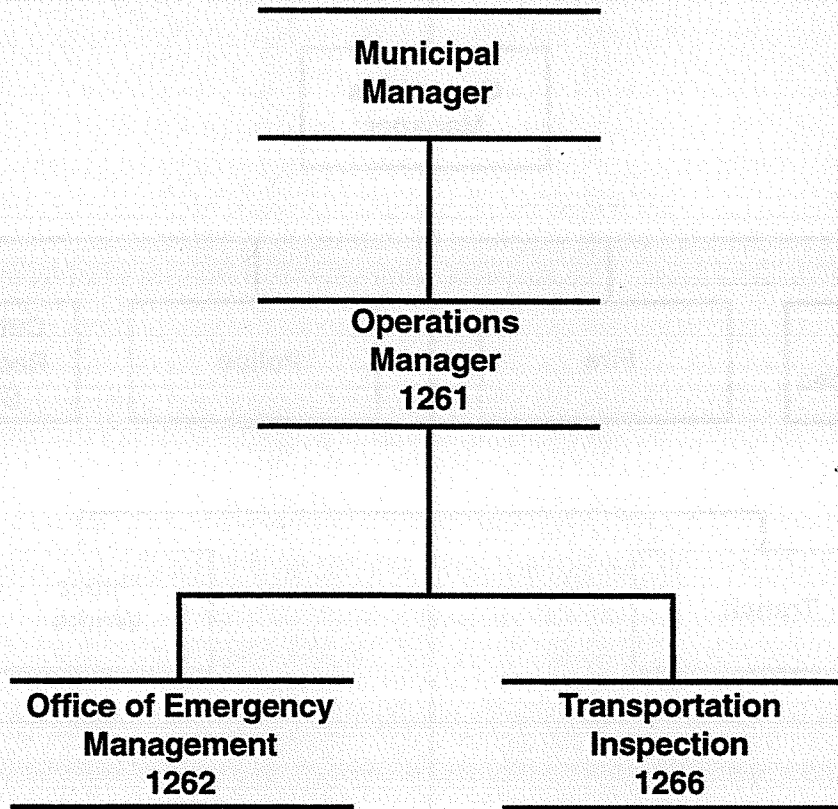 Municipal
Manager
Operations
Manager
1261
Office of Emergency
Management
1262
Transportation
Inspection
1266